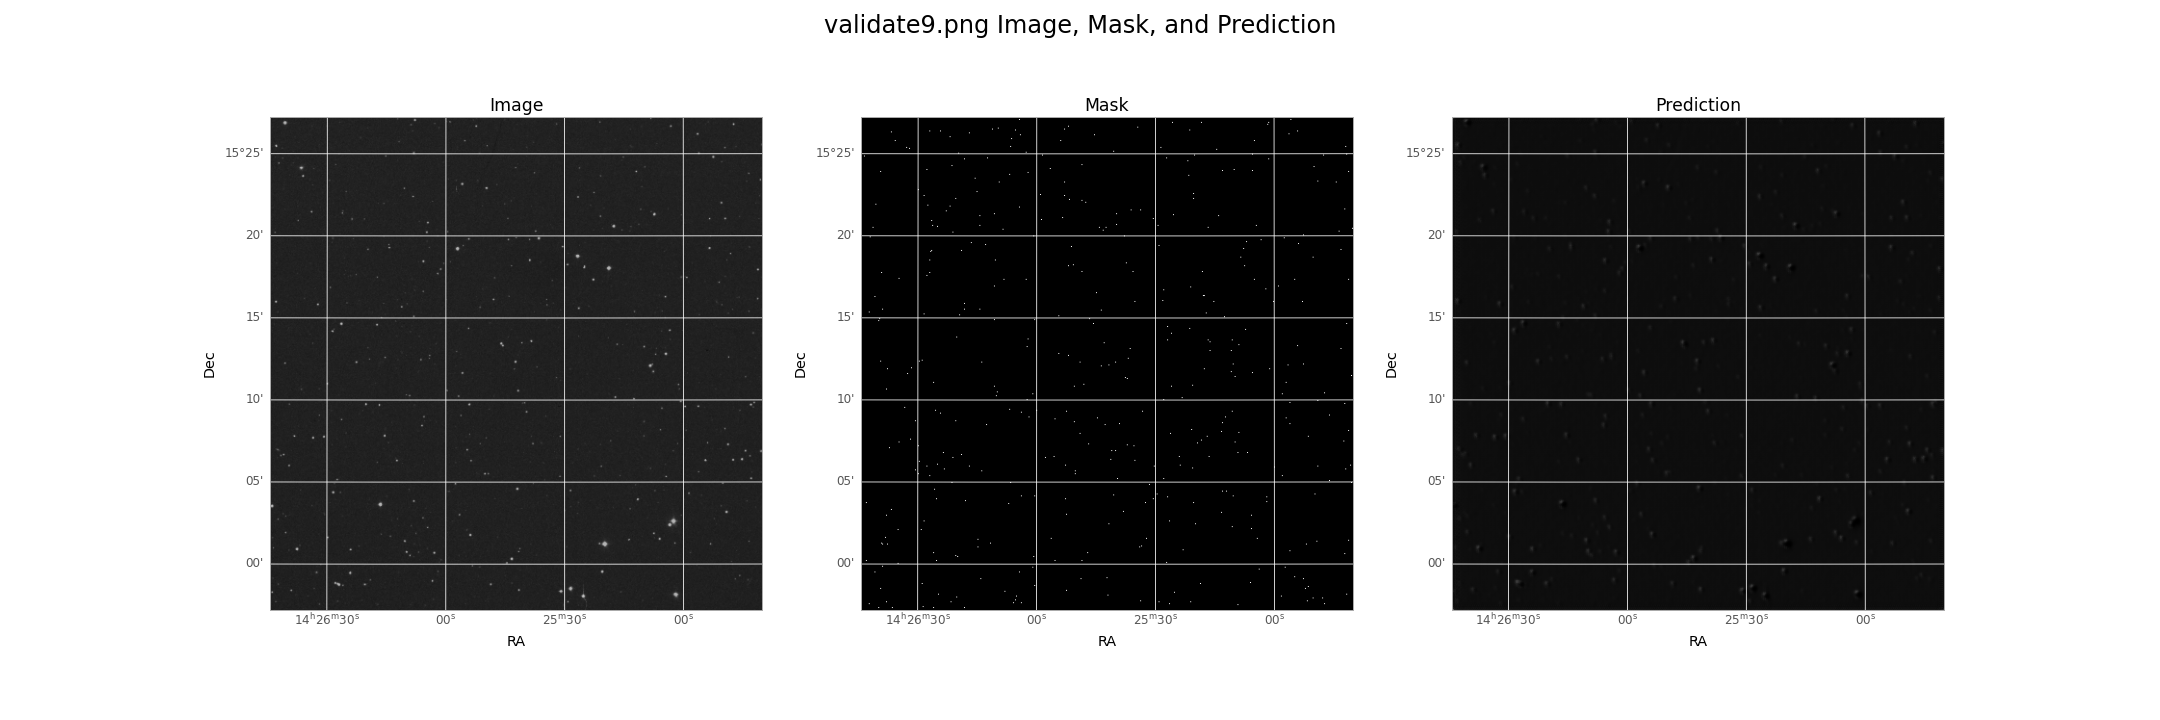 validate9.png Image, Mask, and Prediction
Image
15°25'
20'
15'
10'
05'
00'
Dec
14ʰ26ᵐ30ˢ 00ˢ 25ᵐ30ˢ 00ˢ
RA
Mask
15°25'
20'
15'
10'
05'
00'
Dec
14ʰ26ᵐ30ˢ 00ˢ 25ᵐ30ˢ 00ˢ
RA
Prediction
15°25'
20'
15'
10'
05'
00'
Dec
14ʰ26ᵐ30ˢ 00ˢ 25ᵐ30ˢ 00ˢ
RA